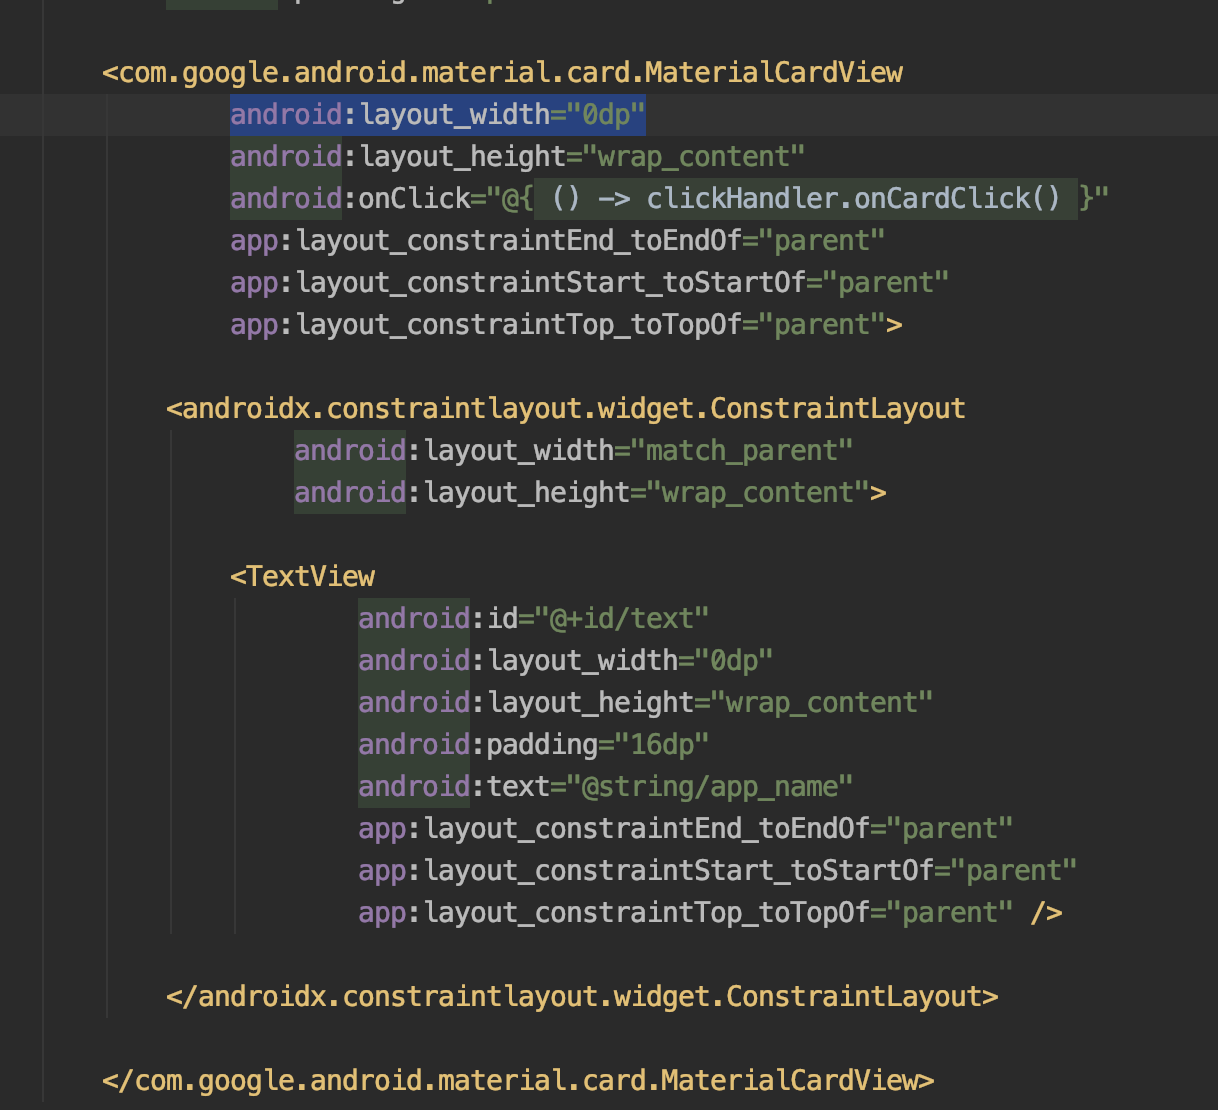 <com.google.android.material.card.MaterialCardView
android:layout_width="0dp"
android:layout_height="wrap_content"
android:onClick="@{ () -> clickHandler.onCardClick() }"
app:layout_constraintEnd_toEndOf="parent"
app:layout_constraintStart_toStartOf="parent"
app:layout_constraintTop_toTopOf="parent">
<androidx.constraintlayout.widget.ConstraintLayout
android:layout_width="match_parent"
android:layout_height="wrap_content">
<TextView
android:id="@+id/text"
android:layout_width="0dp"
android:layout_height="wrap_content"
android:padding="16dp"
android:text="@string/app_name"
app:layout_constraintEnd_toEndOf="parent"
app:layout_constraintStart_toStartOf="parent"
app:layout_constraintTop_toTopOf="parent" />
</androidx.constraintlayout.widget.ConstraintLayout>
</com.google.android.material.card.MaterialCardView>